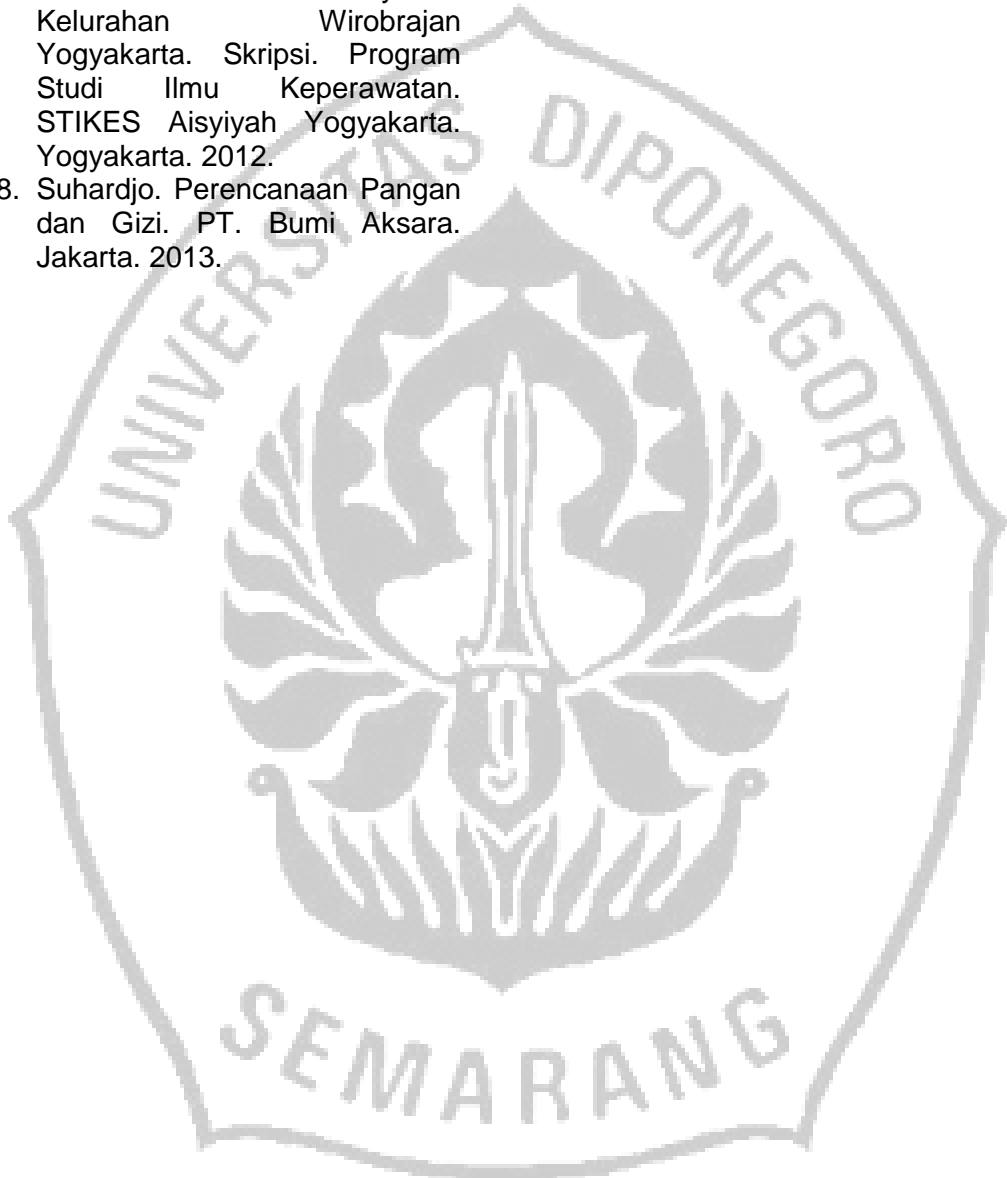 Kelurahan Wirobrajan
Yogyakarta. Skripsi. Program
Studi Ilmu Keperawatan.
STIKES Aisyiyah Yogyakarta.
Yogyakarta. 2012.
8. Suhardjo. Perencanaan Pangan
dan Gizi. PT. Bumi Aksara.
Jakarta. 2013.
UNIVERSITAS DIPONEGORO
SEMARANG